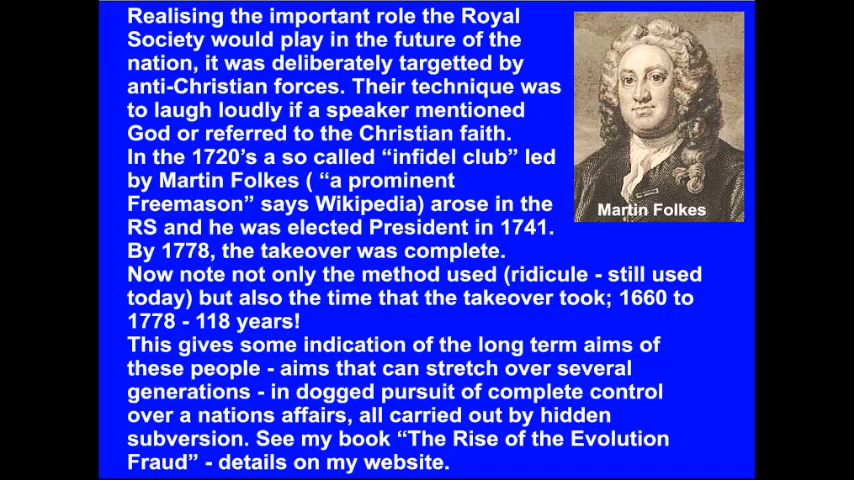 Realising the important role the Royal
Society would play in the future of the
nation, it was deliberately targetted by
anti-Christian forces. Their technique was
to laugh loudly if a speaker mentioned
God or referred to the Christian faith.
In the 1720's a so called “infidel club” led
by Martin Folkes ( “a prominent
Freemason” says Wikipedia) arose in the
RS and he was elected President in 1741.
By 1778, the takeover was complete.
Now note not only the method used (ridicule - still used
today) but also the time that the takeover took; 1660 to
1778 - 118 years!
This gives some indication of the long term aims of
these people - aims that can stretch over several
generations - in dogged pursuit of complete control
over a nations affairs, all carried out by hidden
subversion. See my book “The Rise of the Evolution
Fraud” - details on my website.
Martin Folkes